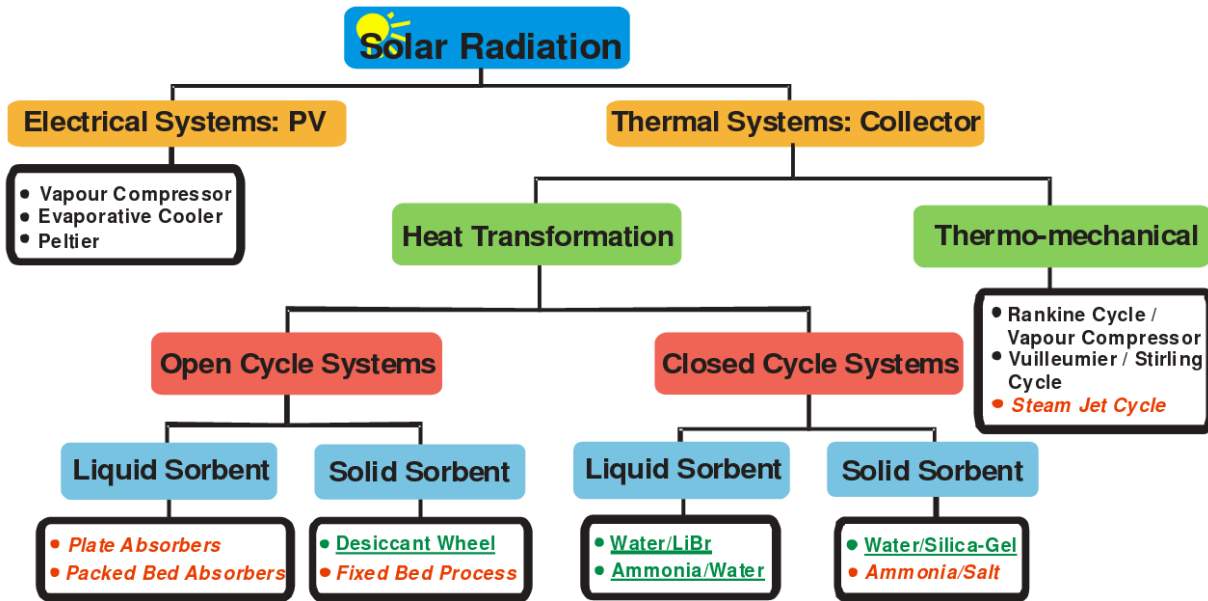 Solar Radiation
Electrical Systems: PV
Thermal Systems: Collector
• Vapour Compressor
• Evaporative Cooler
• Peltier
Heat Transformation
Thermo-mechanical
• Rankine Cycle /
Vapour Compressor
• Vuilleumier / Stirling
Cycle
• Steam Jet Cycle
Open Cycle Systems
Closed Cycle Systems
Liquid Sorbent
Solid Sorbent
Liquid Sorbent
Solid Sorbent
• Plate Absorbers
• Packed Bed Absorbers
• Desiccant Wheel
• Fixed Bed Process
• Water/LiBr
• Ammonia/Water
• Water/Silica-Gel
• Ammonia/Salt